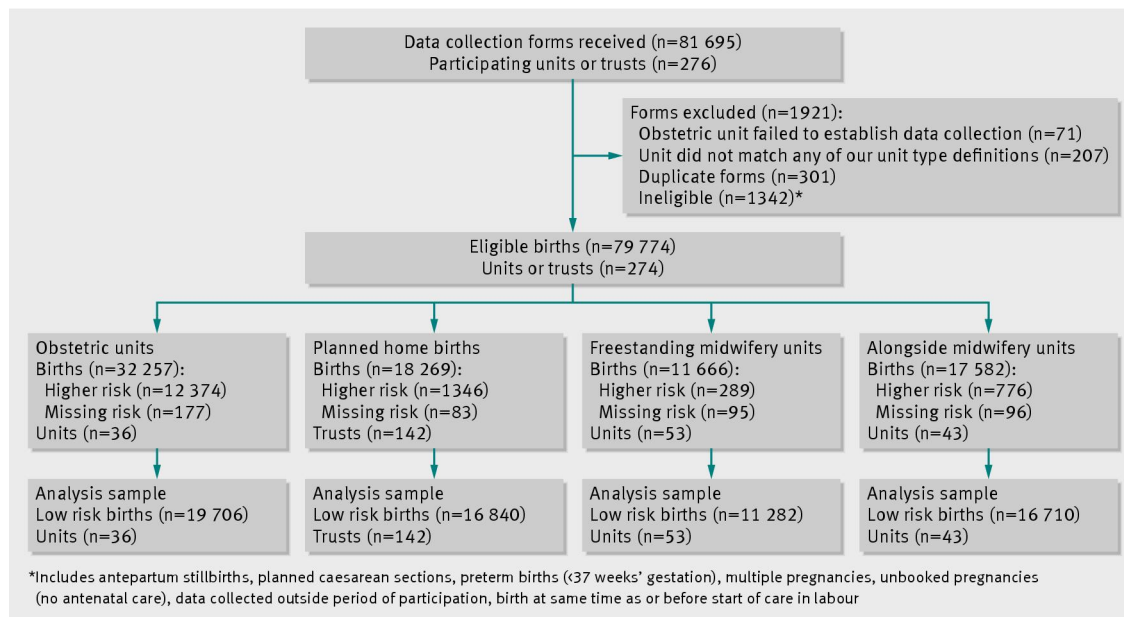 Data collection forms received (n=81 695)
Participating units or trusts (n=276)
Forms excluded (n=1921):
Obstetric unit failed to establish data collection (n=71)
Unit did not match any of our unit type definitions (n=207)
Duplicate forms (n=301)
Ineligible (n=1342)*
Eligible births (n=79 774)
Units or trusts (n=274)
Obstetric units
Births (n=32 257):
Higher risk (n=12 374)
Missing risk (n=177)
Units (n=36)
Planned home births
Births (n=18 269):
Higher risk (n=1346)
Missing risk (n=83)
Trusts (n=142)
Freestanding midwifery units
Births (n=11 666):
Higher risk (n=289)
Missing risk (n=95)
Units (n=53)
Alongside midwifery units
Births (n=17 582):
Higher risk (n=776)
Missing risk (n=96)
Units (n=43)
Analysis sample
Low risk births (n=19 706)
Units (n=36)
Analysis sample
Low risk births (n=16 840)
Trusts (n=142)
Analysis sample
Low risk births (n=11 282)
Units (n=53)
Analysis sample
Low risk births (n=16 710)
Units (n=43)
*Includes antepartum stillbirths, planned caesarean sections, preterm births (<37 weeks' gestation), multiple pregnancies, unbooked pregnancies
(no antenatal care), data collected outside period of participation, birth at same time as or before start of care in labour